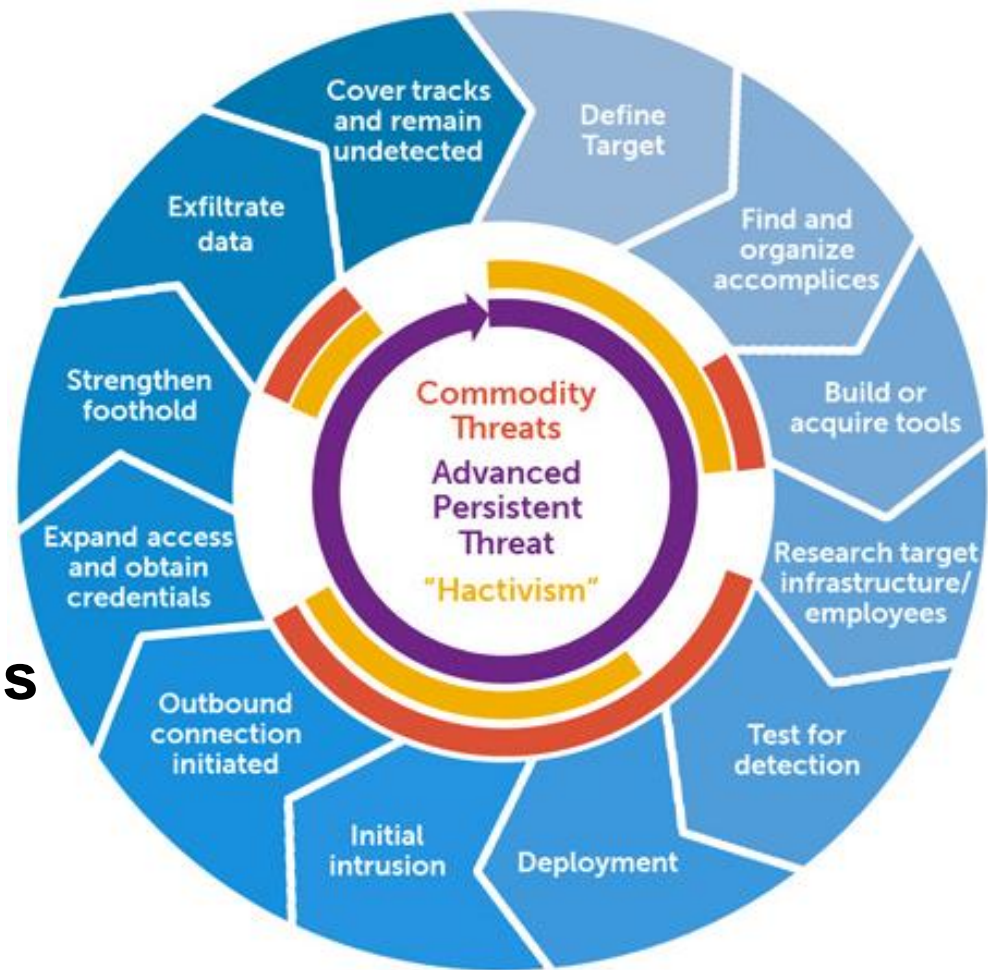 Cover tracks
and remain
undetected
Define
Target
Find and
organize
accomplices
Build or
acquire tools
Research target
infrastructure/
employees
Test for
detection
Deployment
Initial
intrusion
Outbound
connection
initiated
Expand access
and obtain
credentials
Strengthen
foothold
Exfiltrate
data
Commodity
Threats
Advanced
Persistent
Threat
"Hactivism"
s